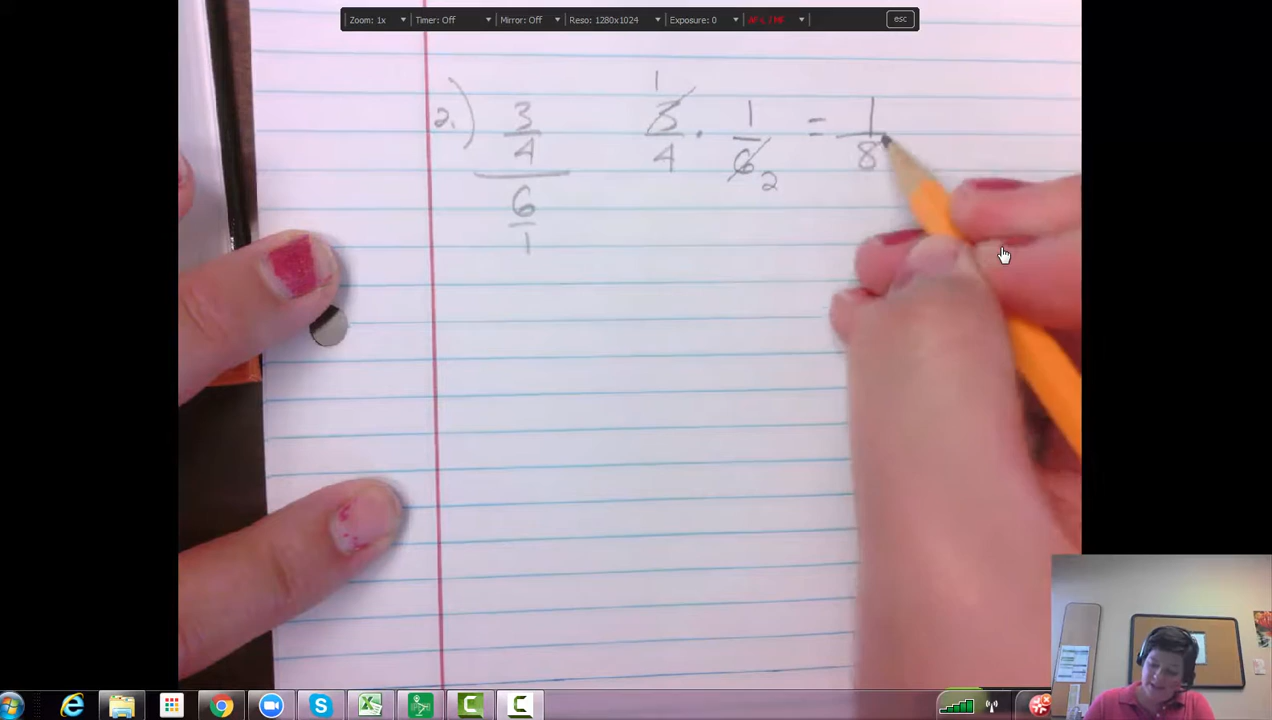 Zoom: 1x Timer: Off Mirror: Off Reso: 1280x1024 Exposure: 0 esc
1
2.) 3 3 · 1 = 1
4 4 6 8
2
6
1